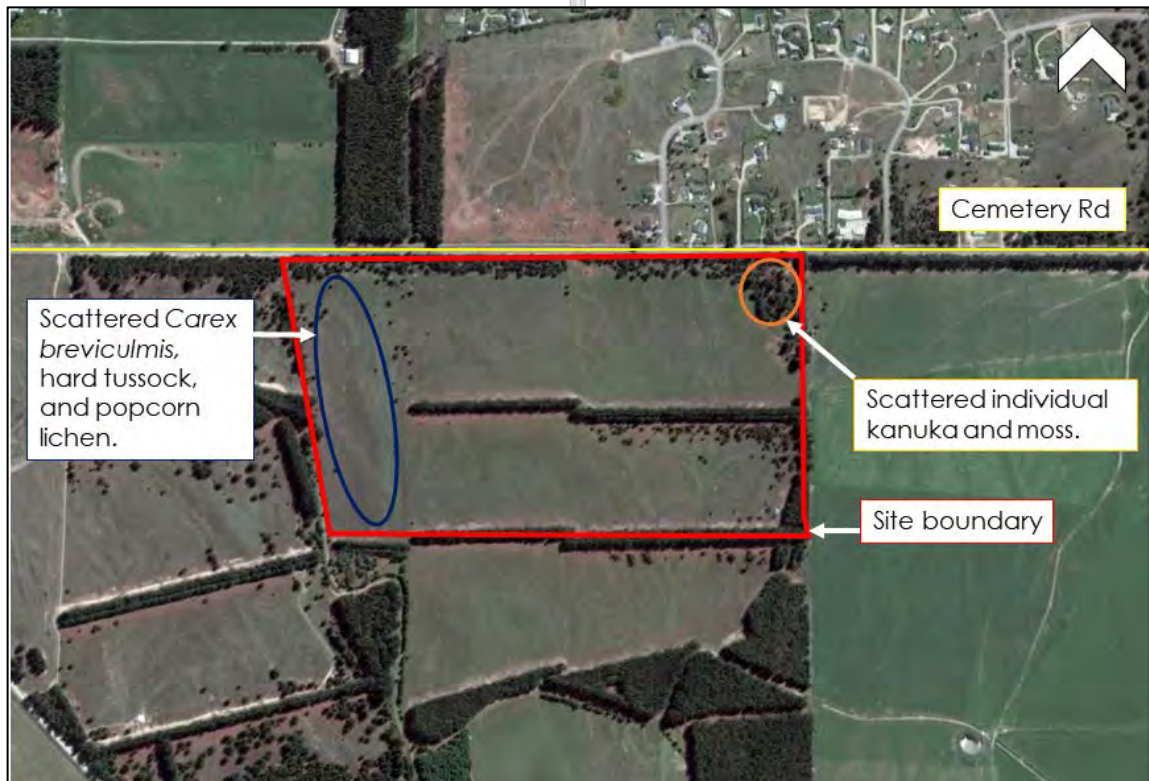 Cemetery Rd
Scattered Carex
breviculmis,
hard tussock,
and popcorn
lichen.
Scattered individual
kanuka and moss.
Site boundary